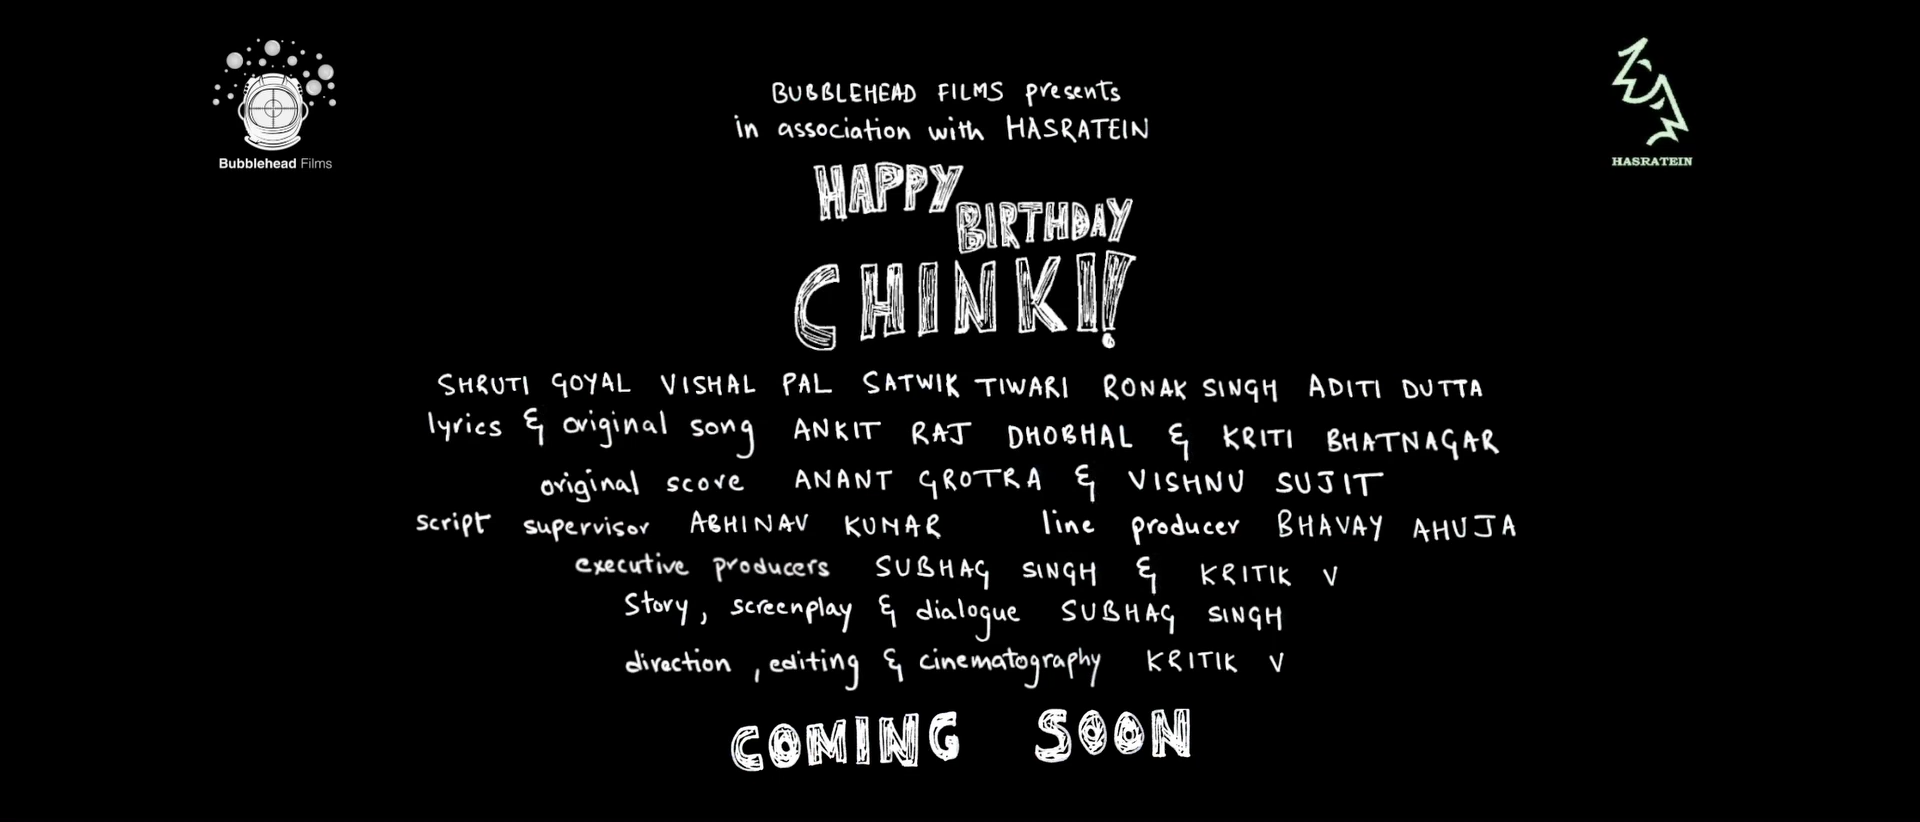 BUBBLEHEAD FILMS presents
in association with HASRATEIN
HAPPY
BIRTHDAY
CHINKI!
SHRUTI GOYAL VISHAL PAL SATWIK TIWARI RONAK SINGH ADITI DUTTA
lyrics & original song ANKIT RAJ DHOBHAL & KRITI BHATNAGAR
original score ANANT GROTRA & VISHNU SUJIT
script supervisor ABHINAV KUMAR line producer BHAVAY AHUJA
executive producers SUBHAG SINGH & KRITIK V
Story, screenplay & dialogue SUBHAG SINGH
direction, editing & cinematography KRITIK V
COMING SOON
Bubblehead Films
HASRATEIN